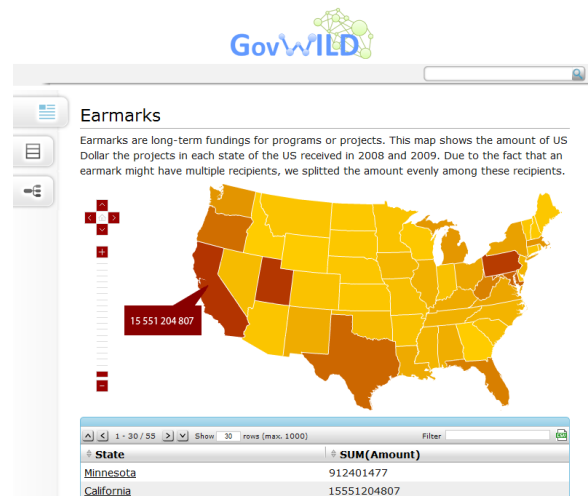 GovWILD
Earmarks
Earmarks are long-term fundings for programs or projects. This map shows the amount of US
Dollar the projects in each state of the US received in 2008 and 2009. Due to the fact that an
earmark might have multiple recipients, we splitted the amount evenly among these recipients.
15 551 204 807
1 - 30 / 55 Show 30 rows (max. 1000) Filter
State SUM(Amount)
Minnesota 912401477
California 15551204807